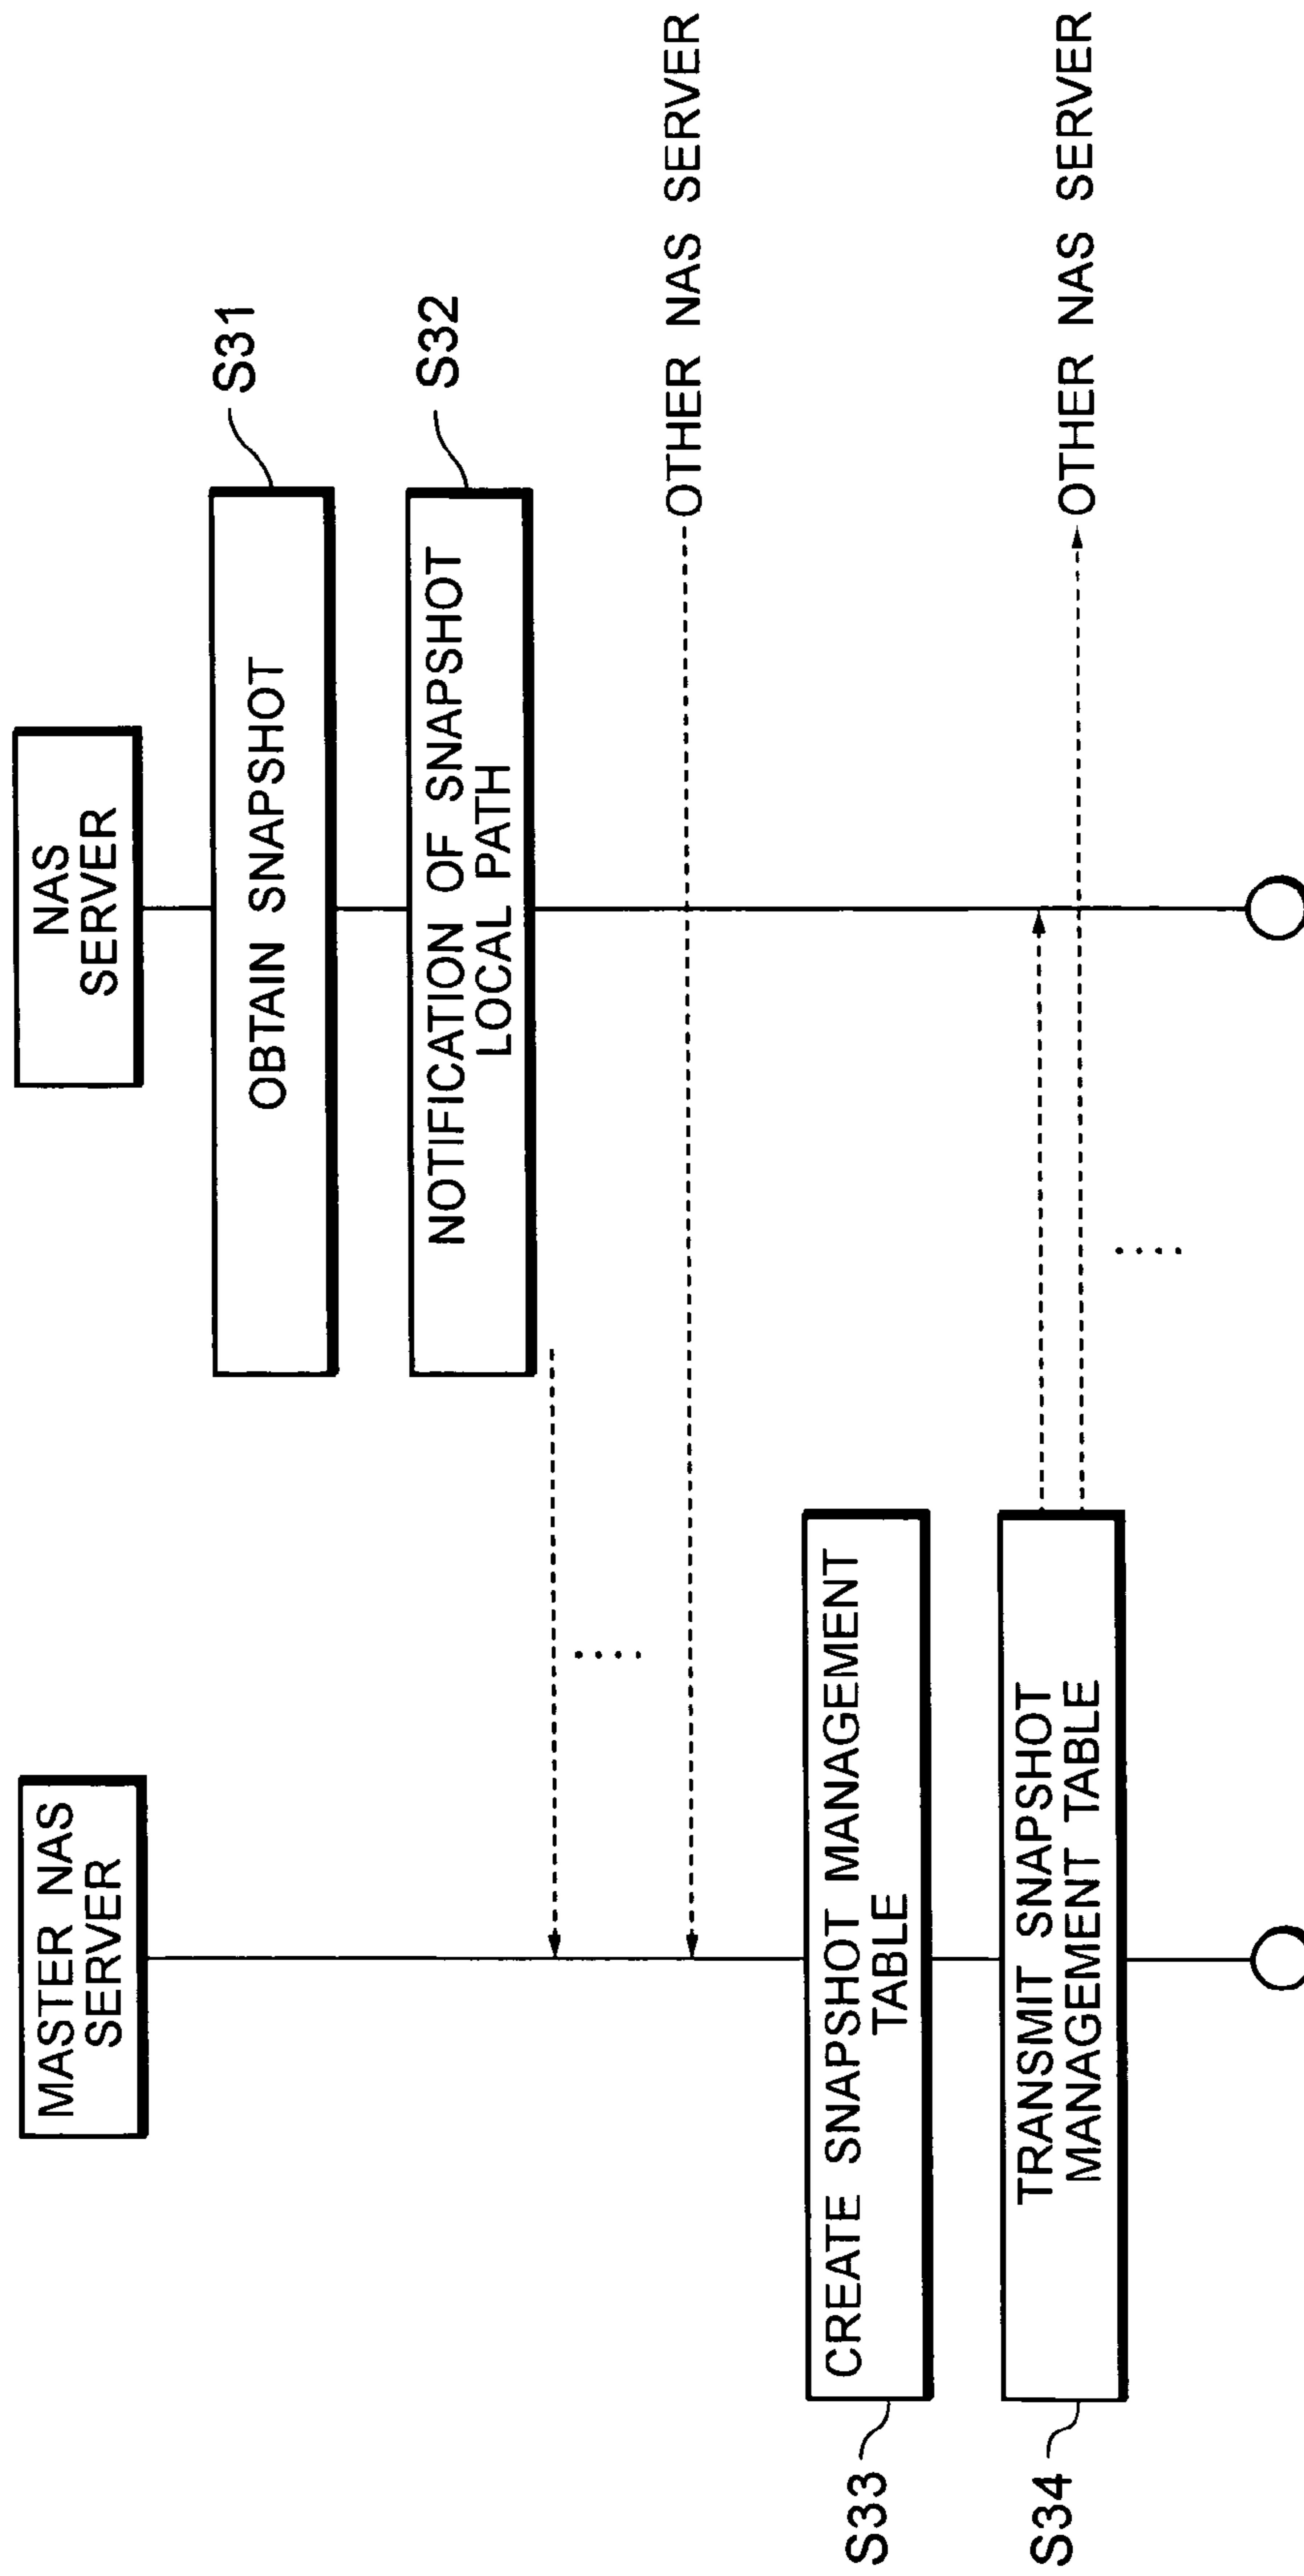 MASTER NAS
SERVER
NAS
SERVER
OBTAIN SNAPSHOT
S31
NOTIFICATION OF SNAPSHOT
LOCAL PATH
S32
OTHER NAS SERVER
S33
CREATE SNAPSHOT MANAGEMENT
TABLE
S34
TRANSMIT SNAPSHOT
MANAGEMENT TABLE
OTHER NAS SERVER